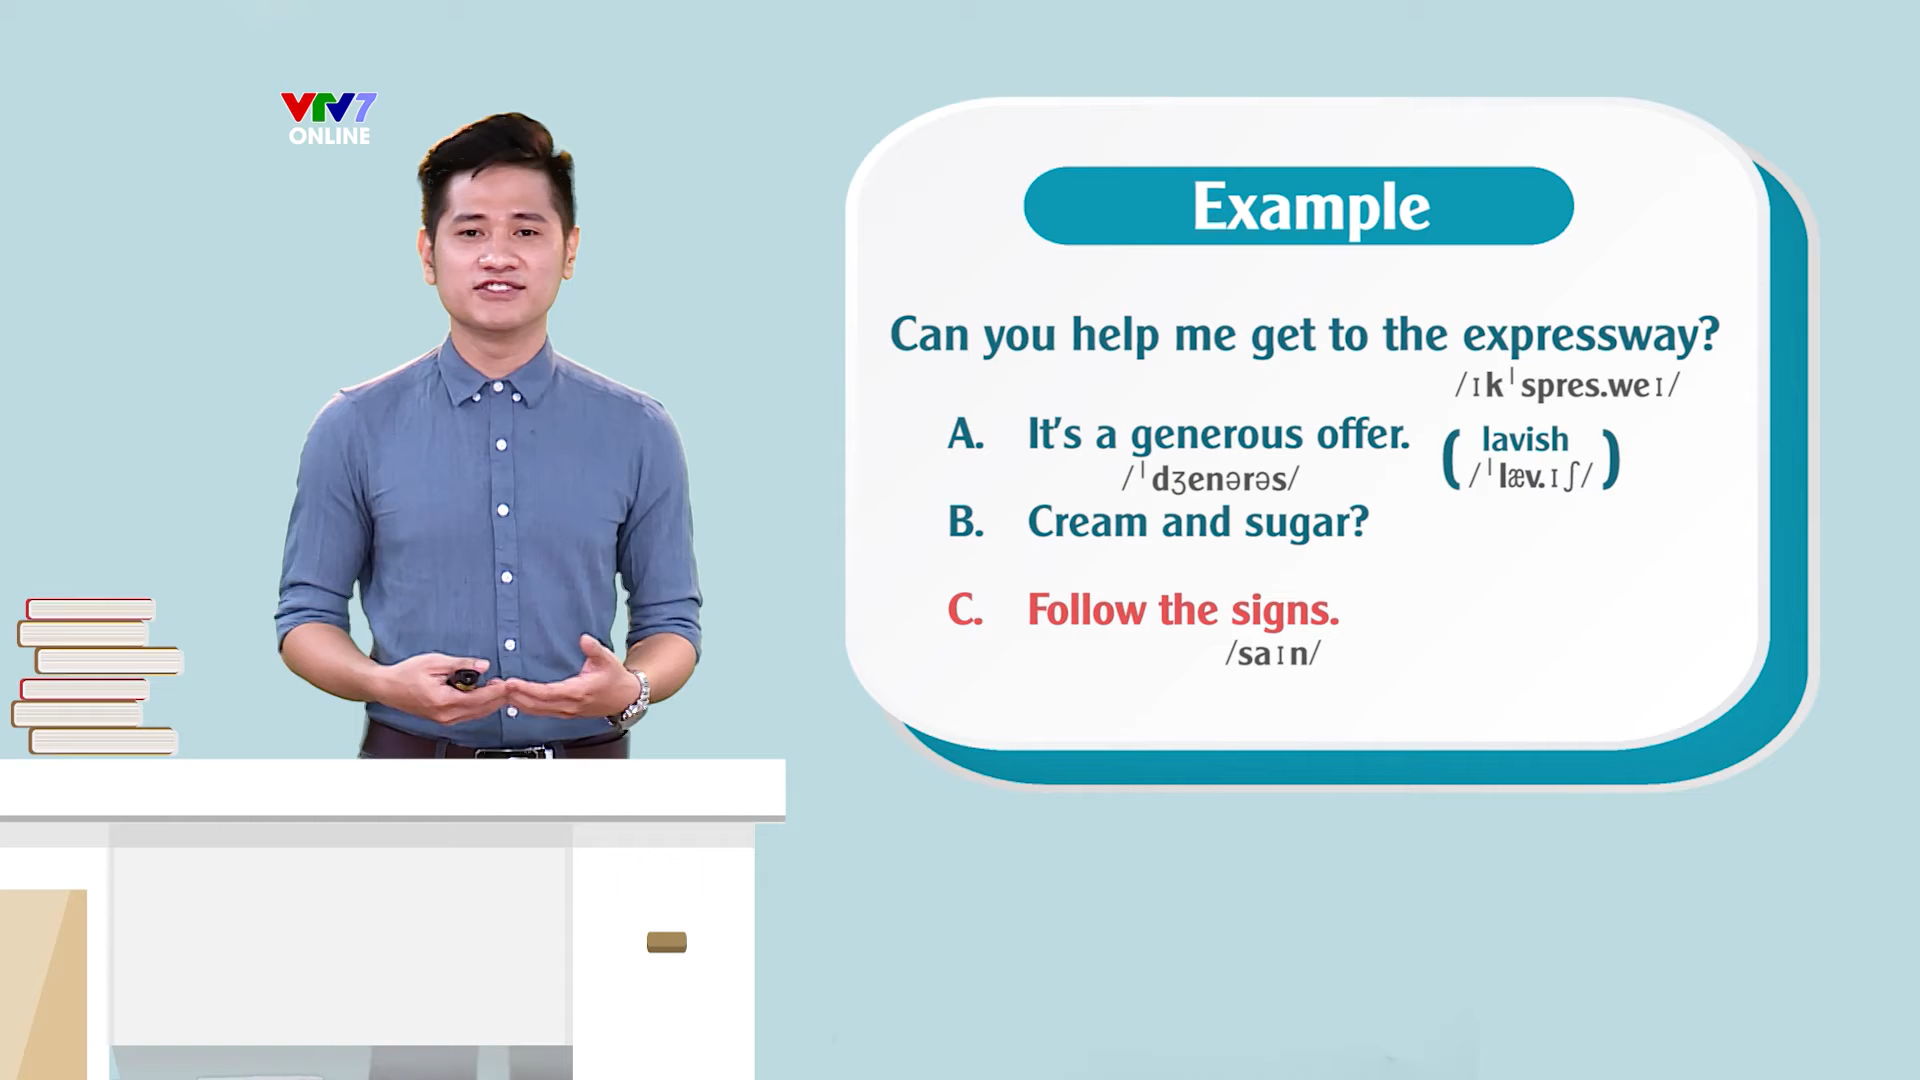 VTV7
ONLINE
Example
Can you help me get to the expressway?
/ɪkˈspres.weɪ/
A. It's a generous offer. ( lavish )
/ˈdʒenərəs/ /ˈlæv.ɪʃ/
B. Cream and sugar?
C. Follow the signs.
/saɪn/